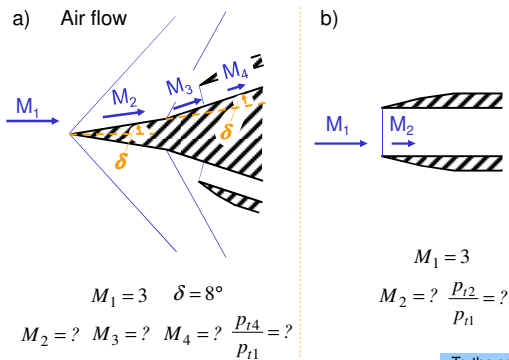 a) Air flow
b)
M₁
M₂
M₃
M₄
δ
δ
M₁
M₂
M₁ = 3 δ = 8°
M₂ = ? M₃ = ? M₄ = ? pₜ₄/pₜ₁ = ?
M₁ = 3
M₂ = ? pₜ₂/pₜ₁ = ?